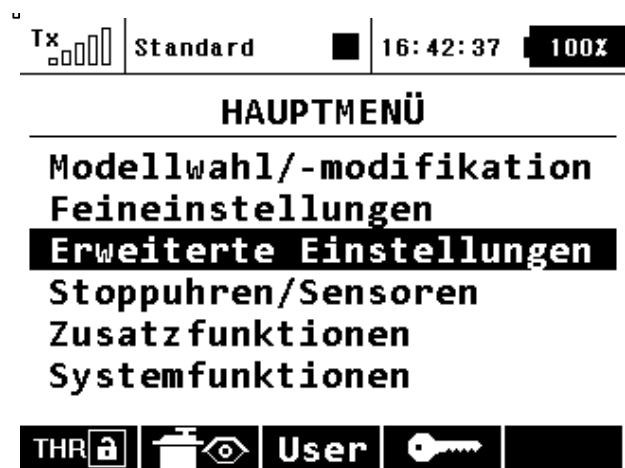 Tx Standard 16:42:37 100%
HAUPTMENÜ
Modellwahl/-modifikation
Feineinstellungen
Erweiterte Einstellungen
Stoppuhren/Sensoren
Zusatzfunktionen
Systemfunktionen
THR a User